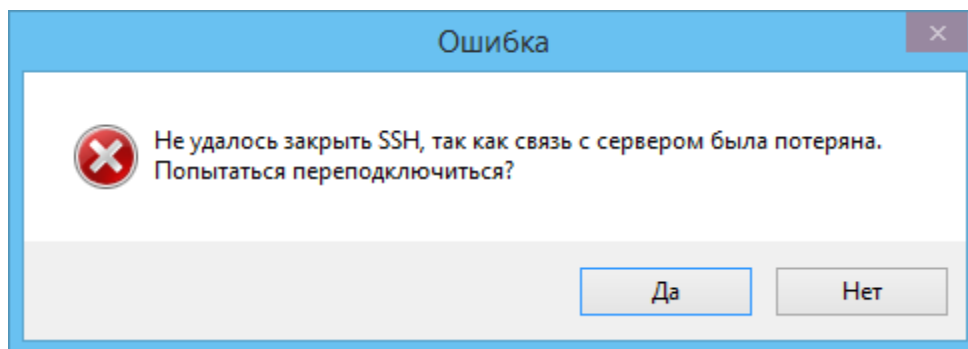 Ошибка
Не удалось закрыть SSH, так как связь с сервером была потеряна.
Попытаться переподключиться?
Да
Нет